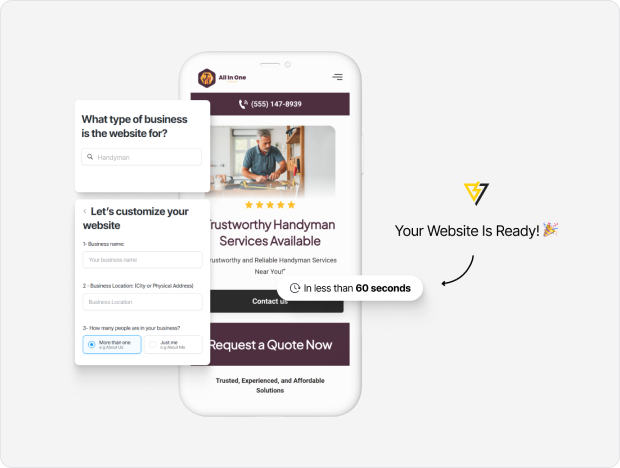 All In One
(555) 147-8939
What type of business
is the website for?
Handyman
Let's customize your
website
1- Business name:
Your business name
2 - Business Location: (City or Physical Address)
Business Location
3- How many people are in your business?
More than one
e.g About Us
Just me
e.g About Me
Trustworthy Handyman
Services Available
"Trustworthy and Reliable Handyman Services
Near You!"
In less than 60 seconds
Contact us
Request a Quote Now
Trusted, Experienced, and Affordable
Solutions
Your Website Is Ready! 🎉